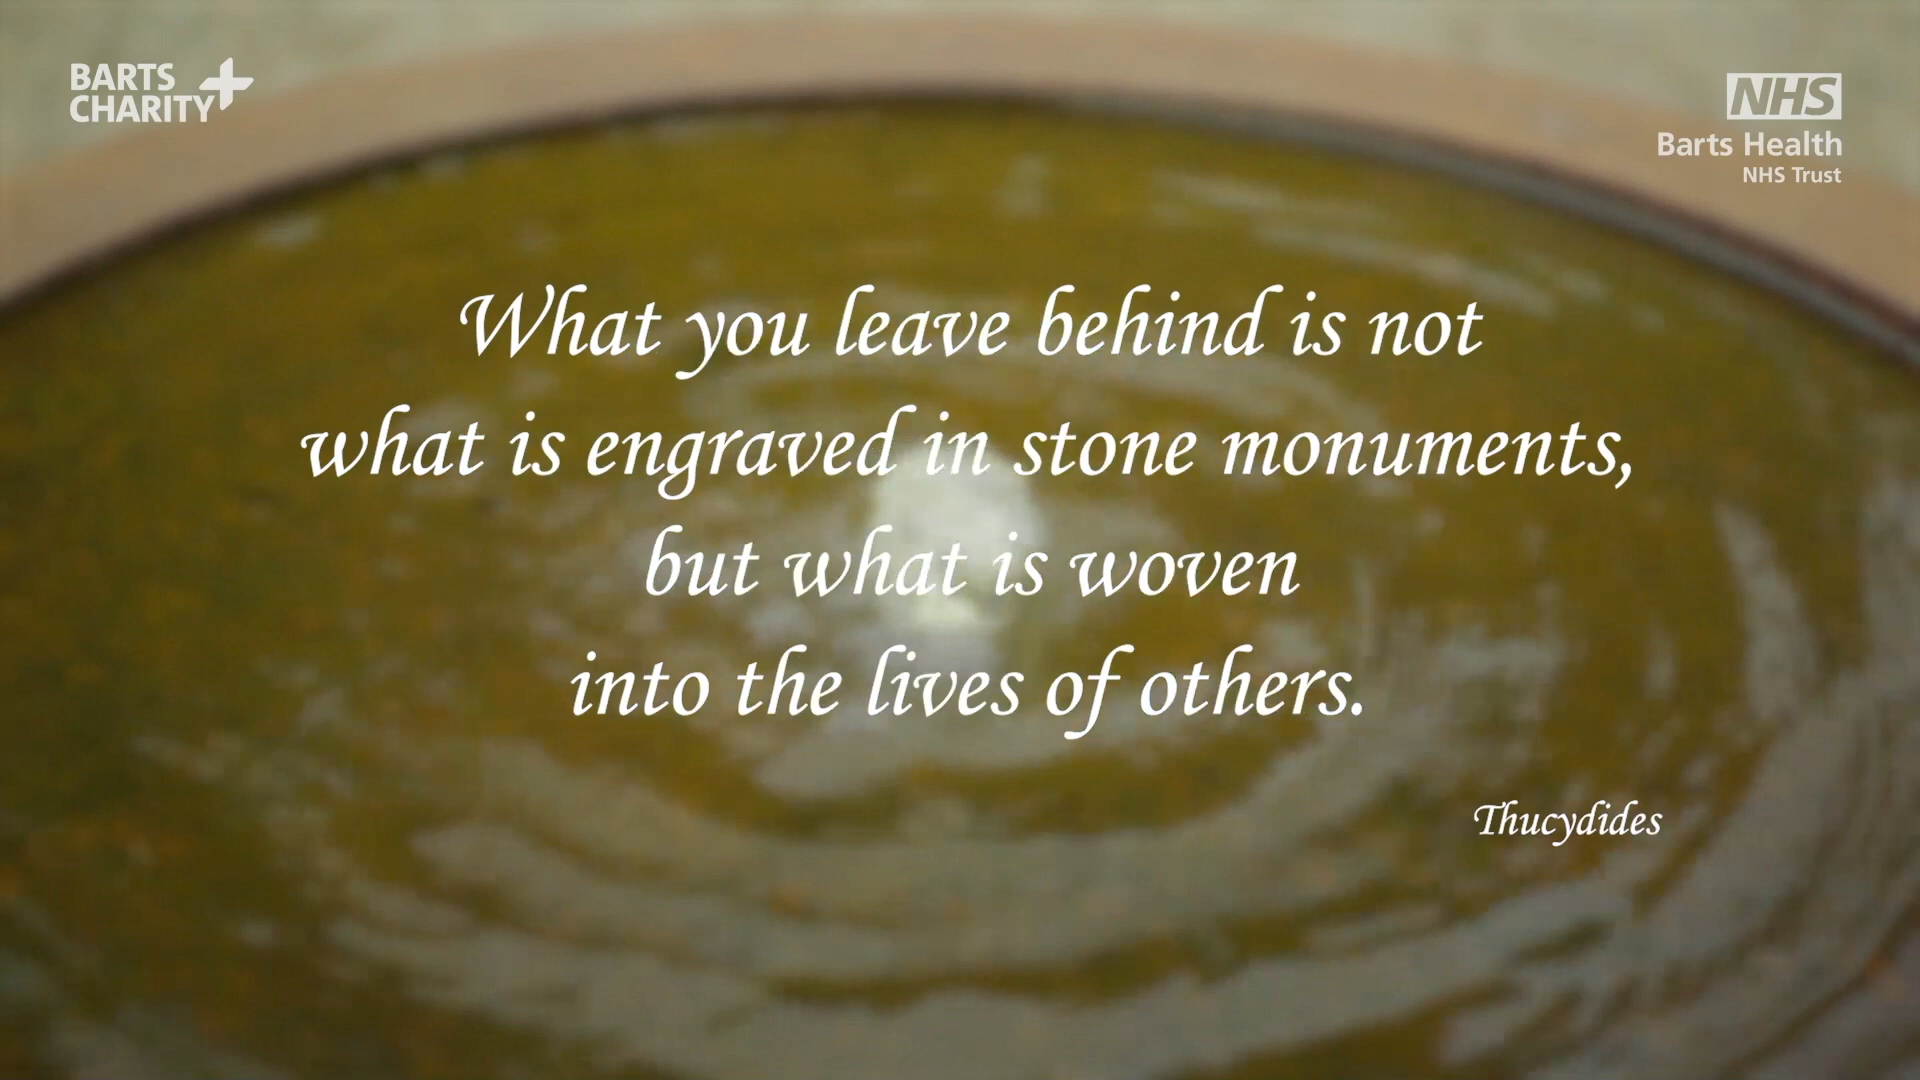 BARTS
CHARITY
NHS
Barts Health
NHS Trust
What you leave behind is not
what is engraved in stone monuments,
but what is woven
into the lives of others.
Thucydides